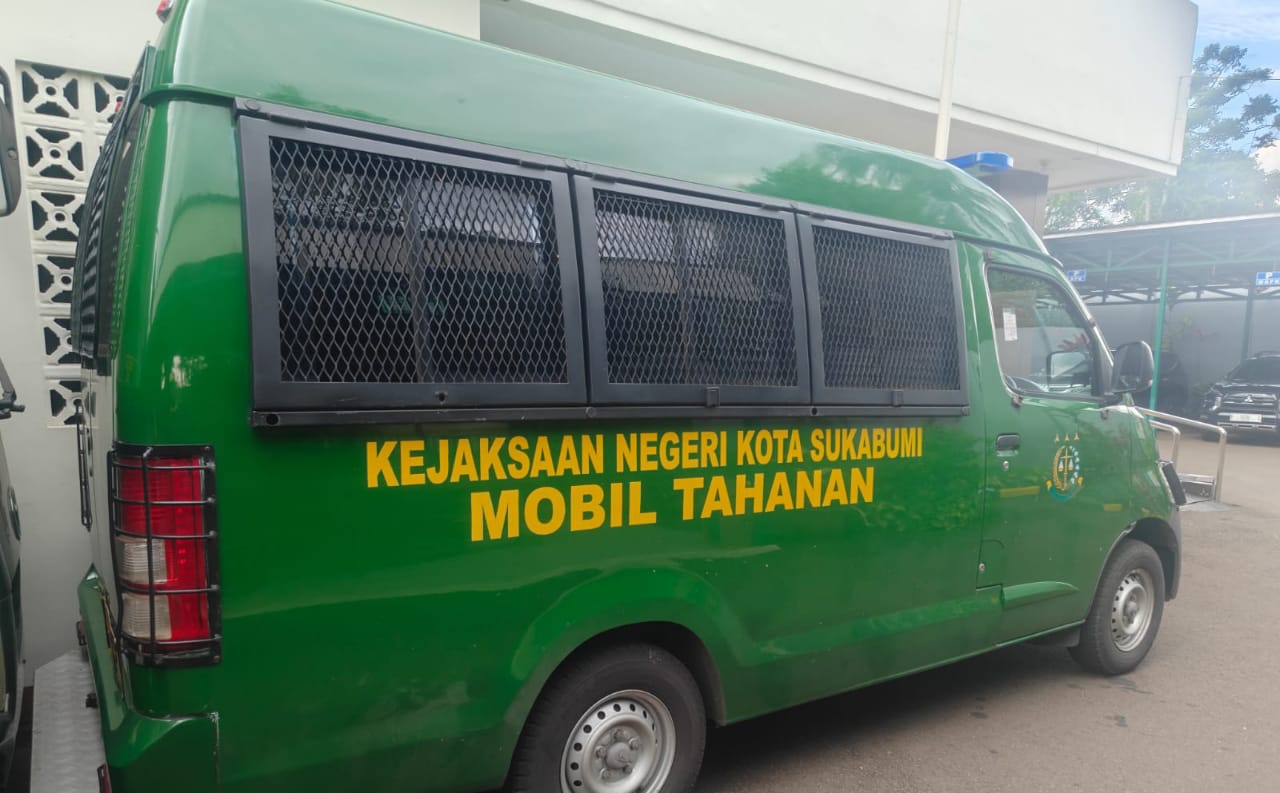 KEJAKSAAN NEGERI KOTA SUKABUMI
MOBIL TAHANAN
P
P